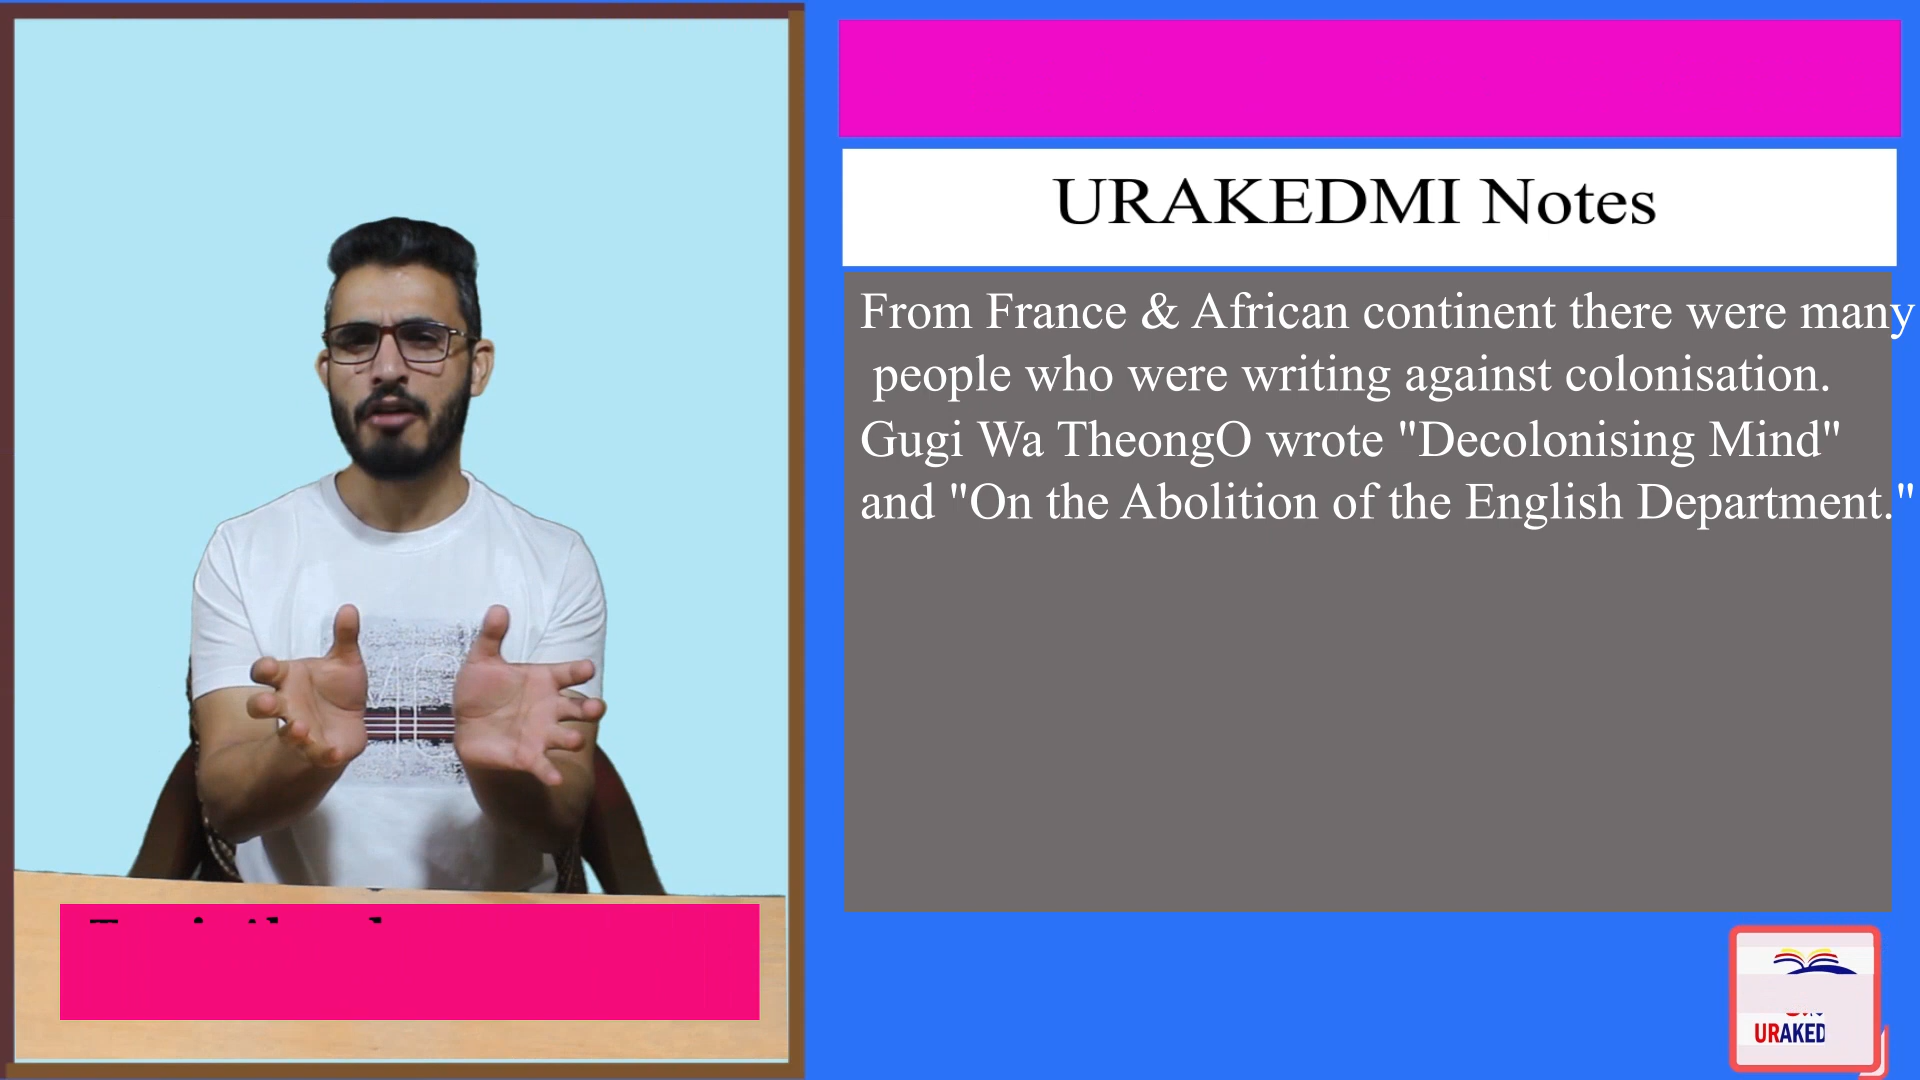 URAKEDMI Notes
From France & African continent there were many
people who were writing against colonisation.
Gugi Wa TheongO wrote "Decolonising Mind"
and "On the Abolition of the English Department."
URAKED